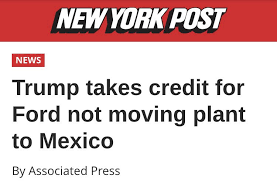 NEW YORK POST
NEWS
Trump takes credit for
Ford not moving plant
to Mexico
By Associated Press